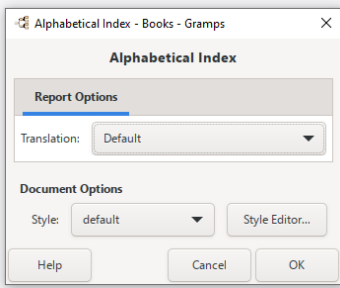 Alphabetical Index - Books - Gramps
Alphabetical Index
Report Options
Translation: Default
Document Options
Style: default Style Editor...
Help Cancel OK